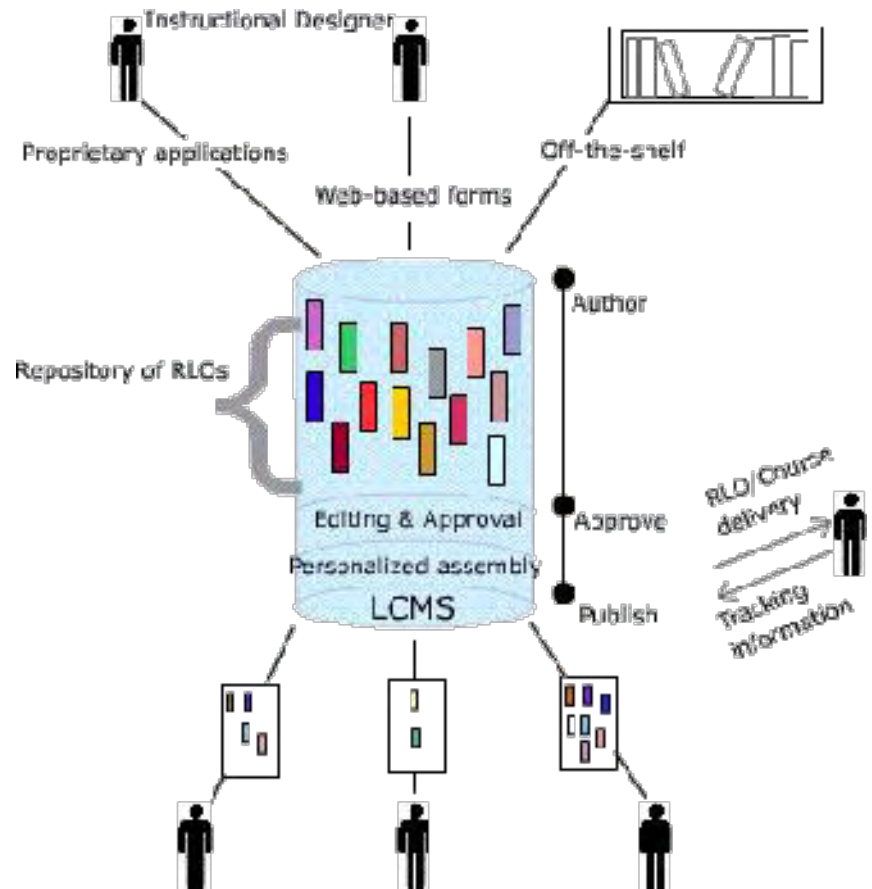 Instructional Designer
Proprietary applications
Off-the-shelf
Web-based forms
Author
Repository of RLOs
RLO/Course
delivery
Editing & Approval
Approve
Personalized assembly
LCMS
Publish
Tracking
information